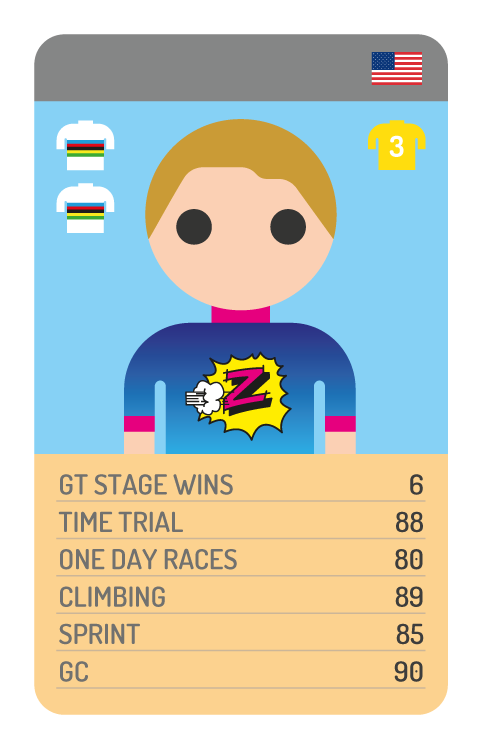 3
Z
GT STAGE WINS 6
TIME TRIAL 88
ONE DAY RACES 80
CLIMBING 89
SPRINT 85
GC 90